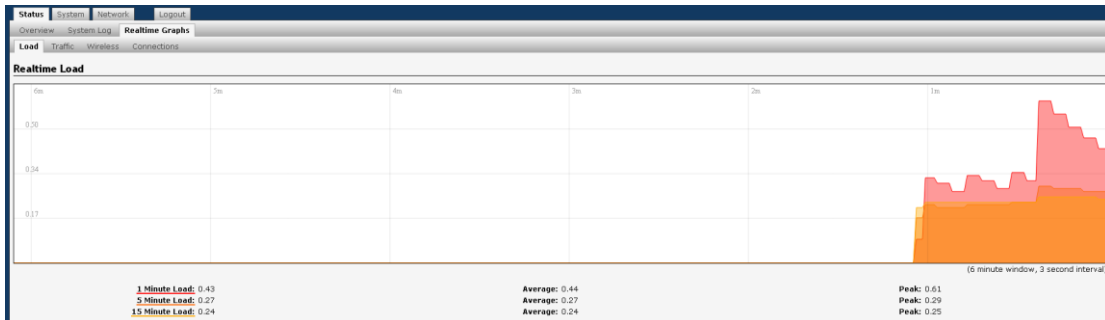 Status System Network Logout
Overview System Log Realtime Graphs
Load Traffic Wireless Connections
Realtime Load
6m 5m 4m 3m 2m 1m
0.50
0.34
0.17
(6 minute window, 3 second interval)
1 Minute Load: 0.43 Average: 0.44 Peak: 0.61
5 Minute Load: 0.27 Average: 0.27 Peak: 0.29
15 Minute Load: 0.24 Average: 0.24 Peak: 0.25